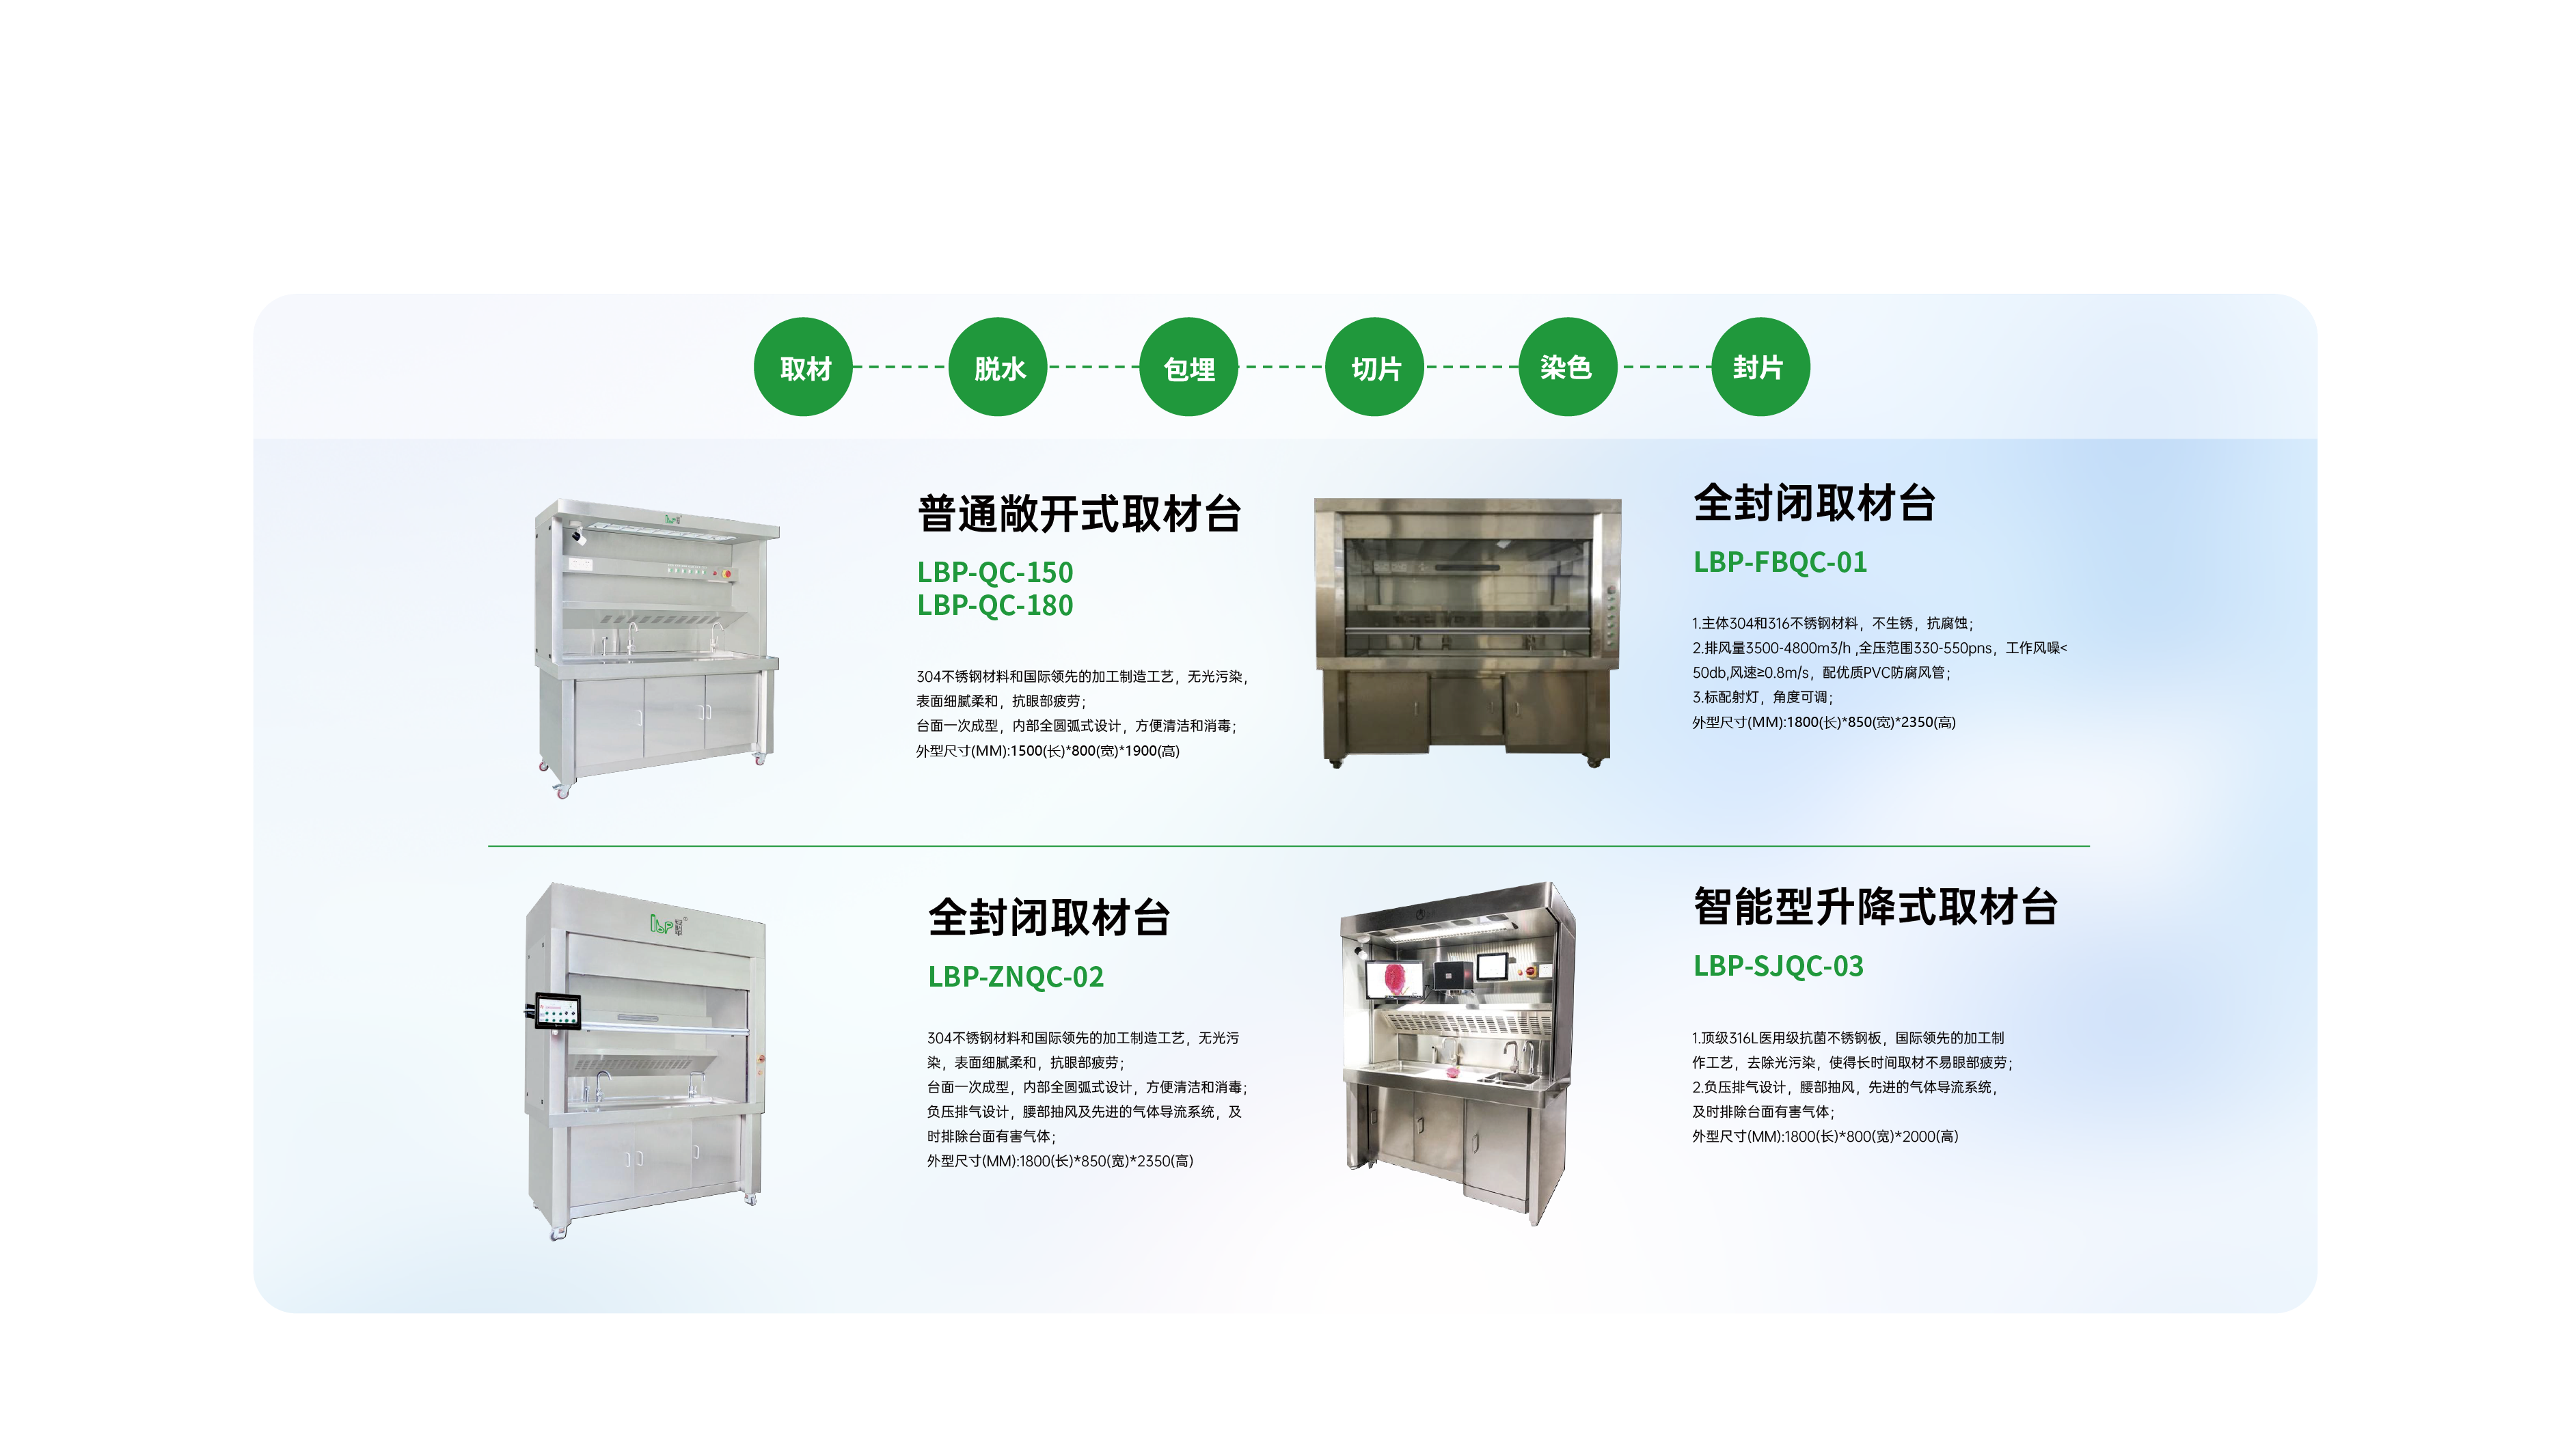 取材
脱水
包埋
切片
染色
封片
普通敞开式取材台
LBP-QC-150
LBP-QC-180
304不锈钢材料和国际领先的加工制造工艺，无光污染，
表面细腻柔和，抗眼部疲劳；
台面一次成型，内部全圆弧式设计，方便清洁和消毒；
外型尺寸(MM):1500(长)*800(宽)*1900(高)
全封闭取材台
LBP-FBQC-01
1.主体304和316不锈钢材料，不生锈，抗腐蚀；
2.排风量3500-4800m3/h ,全压范围330-550pns，工作风噪<
50db,风速≥0.8m/s，配优质PVC防腐风管；
3.标配射灯，角度可调；
外型尺寸(MM):1800(长)*850(宽)*2350(高)
lbp
全封闭取材台
LBP-ZNQC-02
304不锈钢材料和国际领先的加工制造工艺，无光污
染，表面细腻柔和，抗眼部疲劳；
台面一次成型，内部全圆弧式设计，方便清洁和消毒；
负压排气设计，腰部抽风及先进的气体导流系统，及
时排除台面有害气体；
外型尺寸(MM):1800(长)*850(宽)*2350(高)
智能型升降式取材台
LBP-SJQC-03
1.顶级316L医用级抗菌不锈钢板，国际领先的加工制
作工艺，去除光污染，使得长时间取材不易眼部疲劳；
2.负压排气设计，腰部抽风，先进的气体导流系统，
及时排除台面有害气体；
外型尺寸(MM):1800(长)*800(宽)*2000(高)